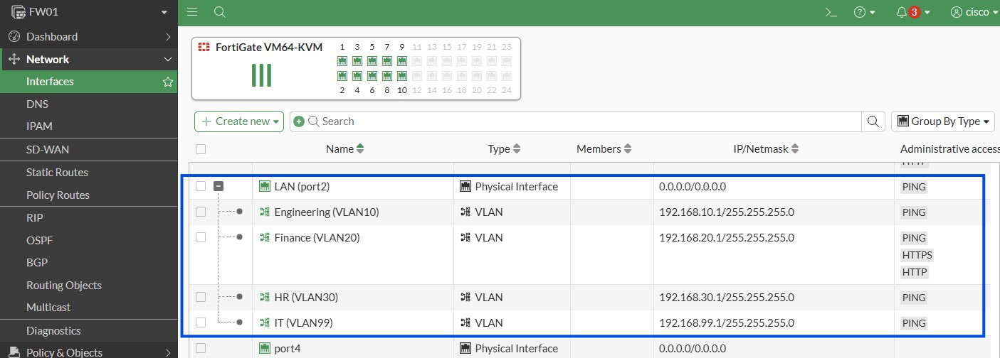 FW01
Dashboard
Network
Interfaces
DNS
IPAM
SD-WAN
Static Routes
Policy Routes
RIP
OSPF
BGP
Routing Objects
Multicast
Diagnostics
Policy & Objects
3 cisco
FortiGate VM64-KVM
1 3 5 7 9 11 13 15 17 19 21 23
2 4 6 8 10 12 14 16 18 20 22 24
Create new Search Group By Type
Name Type Members IP/Netmask Administrative access
HTTP
LAN (port2) Physical Interface 0.0.0.0/0.0.0.0 PING
Engineering (VLAN10) VLAN 192.168.10.1/255.255.255.0 PING
Finance (VLAN20) VLAN 192.168.20.1/255.255.255.0 PING
HTTPS
HTTP
HR (VLAN30) VLAN 192.168.30.1/255.255.255.0 PING
IT (VLAN99) VLAN 192.168.99.1/255.255.255.0 PING
port4 Physical Interface 0.0.0.0/0.0.0.0